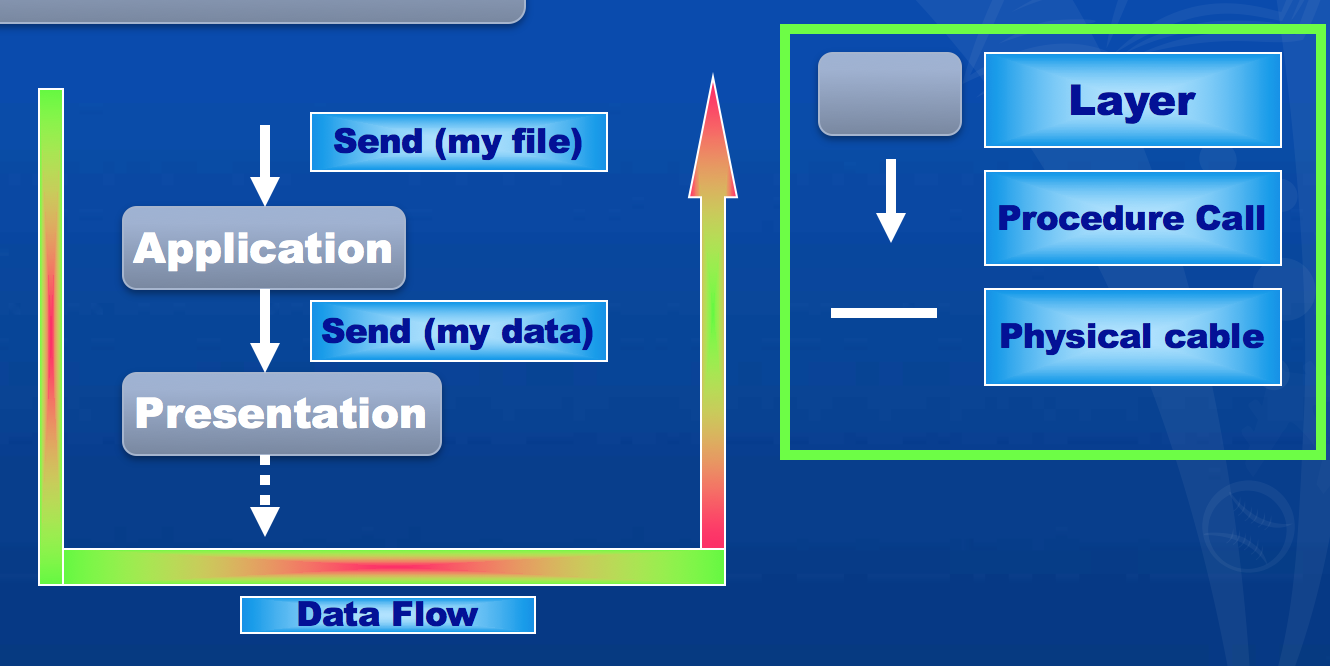 Send (my file)
Application
Send (my data)
Presentation
Data Flow
Layer
Procedure Call
Physical cable